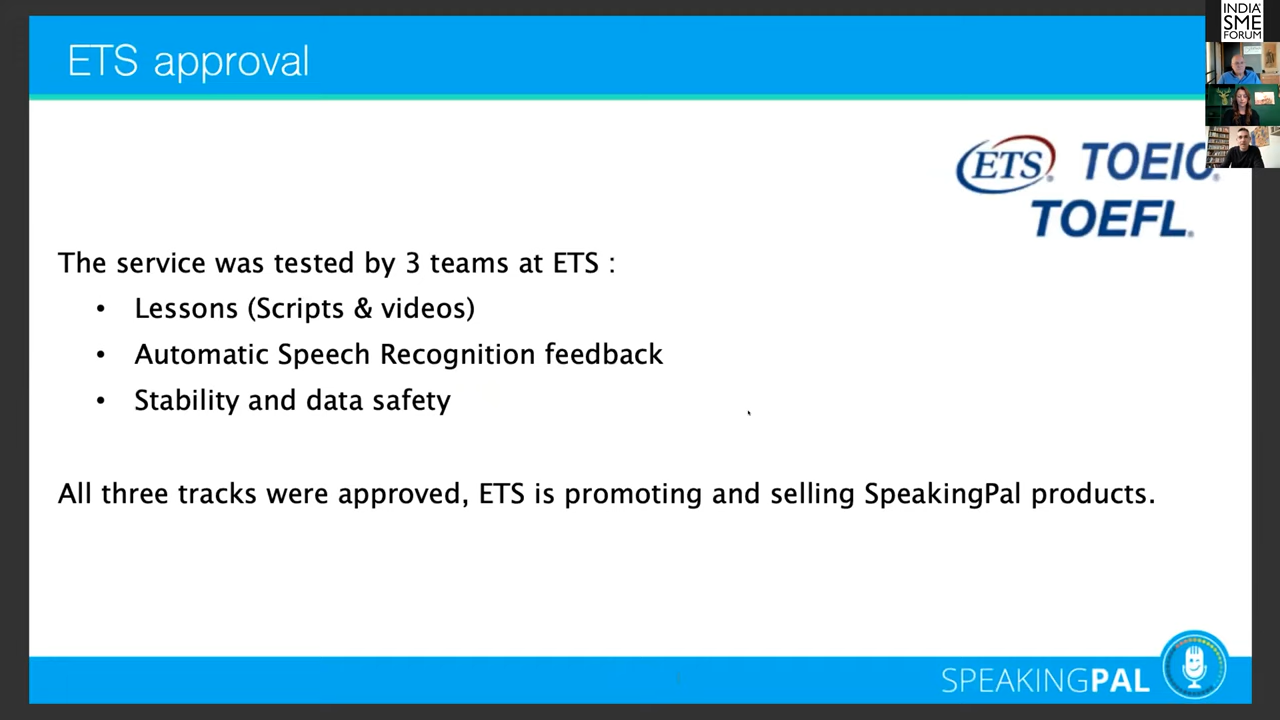 ETS approval
INDIA
SME
FORUM
ETS® TOEIC®
TOEFL®
The service was tested by 3 teams at ETS :
• Lessons (Scripts & videos)
• Automatic Speech Recognition feedback
• Stability and data safety
All three tracks were approved, ETS is promoting and selling SpeakingPal products.
SPEAKINGPAL